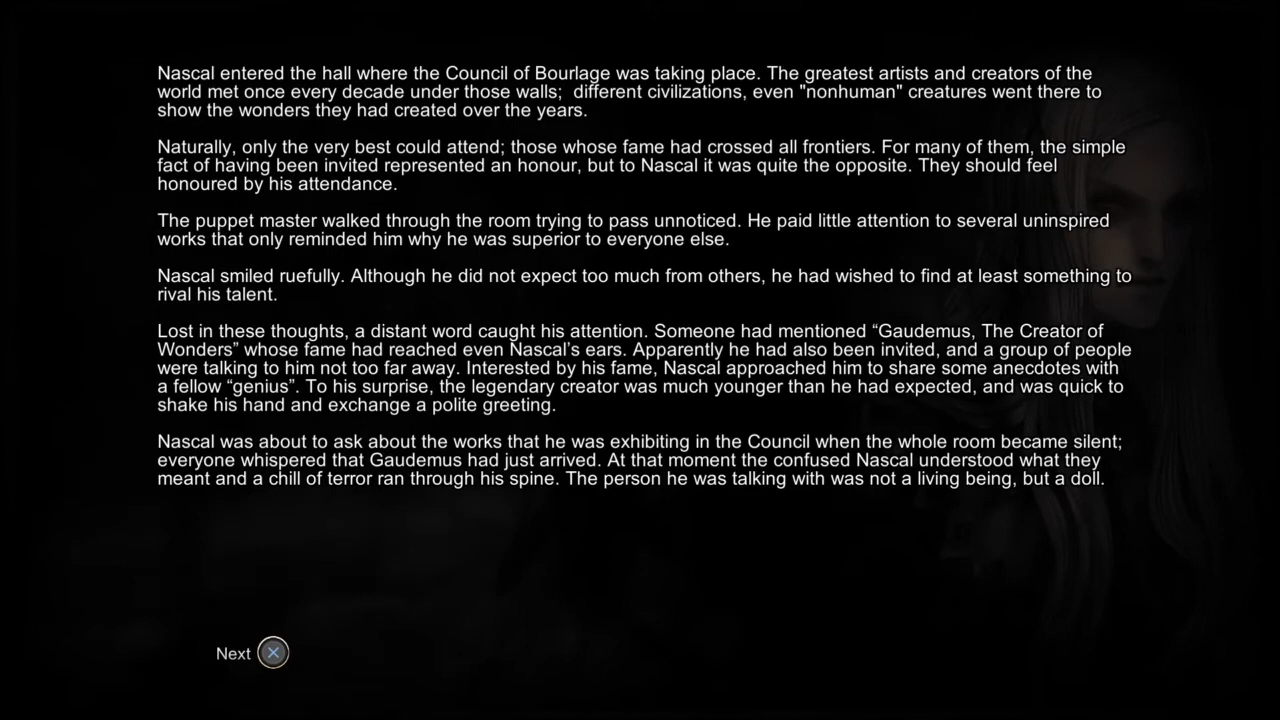 Nascal entered the hall where the Council of Bourlage was taking place. The greatest artists and creators of the
world met once every decade under those walls;  different civilizations, even "nonhuman" creatures went there to
show the wonders they had created over the years.
Naturally, only the very best could attend; those whose fame had crossed all frontiers. For many of them, the simple
fact of having been invited represented an honour, but to Nascal it was quite the opposite. They should feel
honoured by his attendance.
The puppet master walked through the room trying to pass unnoticed. He paid little attention to several uninspired
works that only reminded him why he was superior to everyone else.
Nascal smiled ruefully. Although he did not expect too much from others, he had wished to find at least something to
rival his talent.
Lost in these thoughts, a distant word caught his attention. Someone had mentioned “Gaudemus, The Creator of
Wonders” whose fame had reached even Nascal’s ears. Apparently he had also been invited, and a group of people
were talking to him not too far away. Interested by his fame, Nascal approached him to share some anecdotes with
a fellow “genius”. To his surprise, the legendary creator was much younger than he had expected, and was quick to
shake his hand and exchange a polite greeting.
Nascal was about to ask about the works that he was exhibiting in the Council when the whole room became silent;
everyone whispered that Gaudemus had just arrived. At that moment the confused Nascal understood what they
meant and a chill of terror ran through his spine. The person he was talking with was not a living being, but a doll.
Next